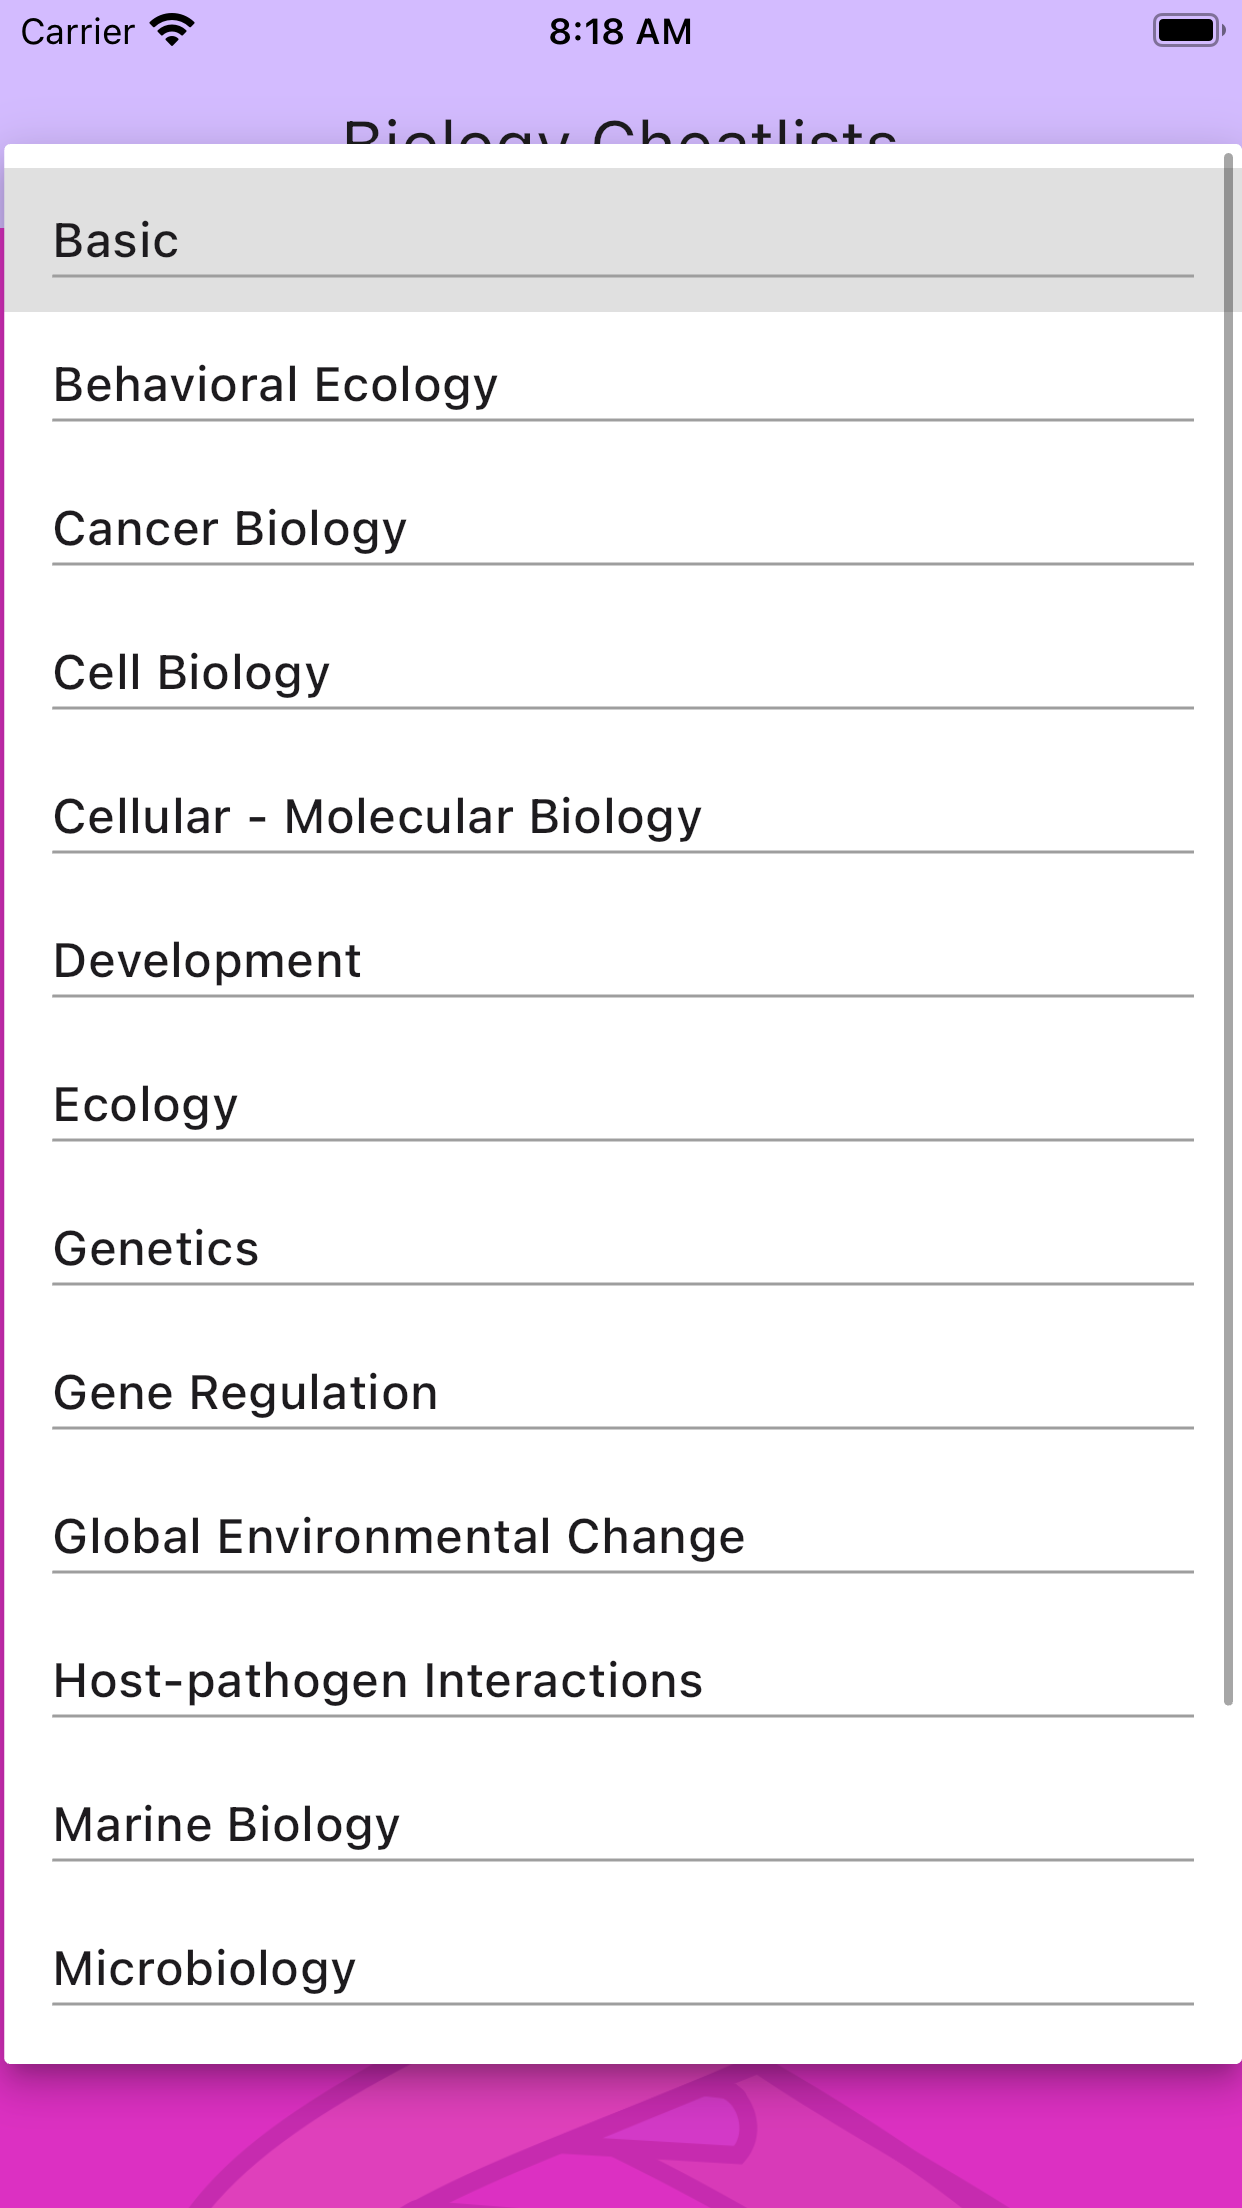 Carrier
8:18 AM
Biology Cheatlists
Basic
Behavioral Ecology
Cancer Biology
Cell Biology
Cellular - Molecular Biology
Development
Ecology
Genetics
Gene Regulation
Global Environmental Change
Host-pathogen Interactions
Marine Biology
Microbiology